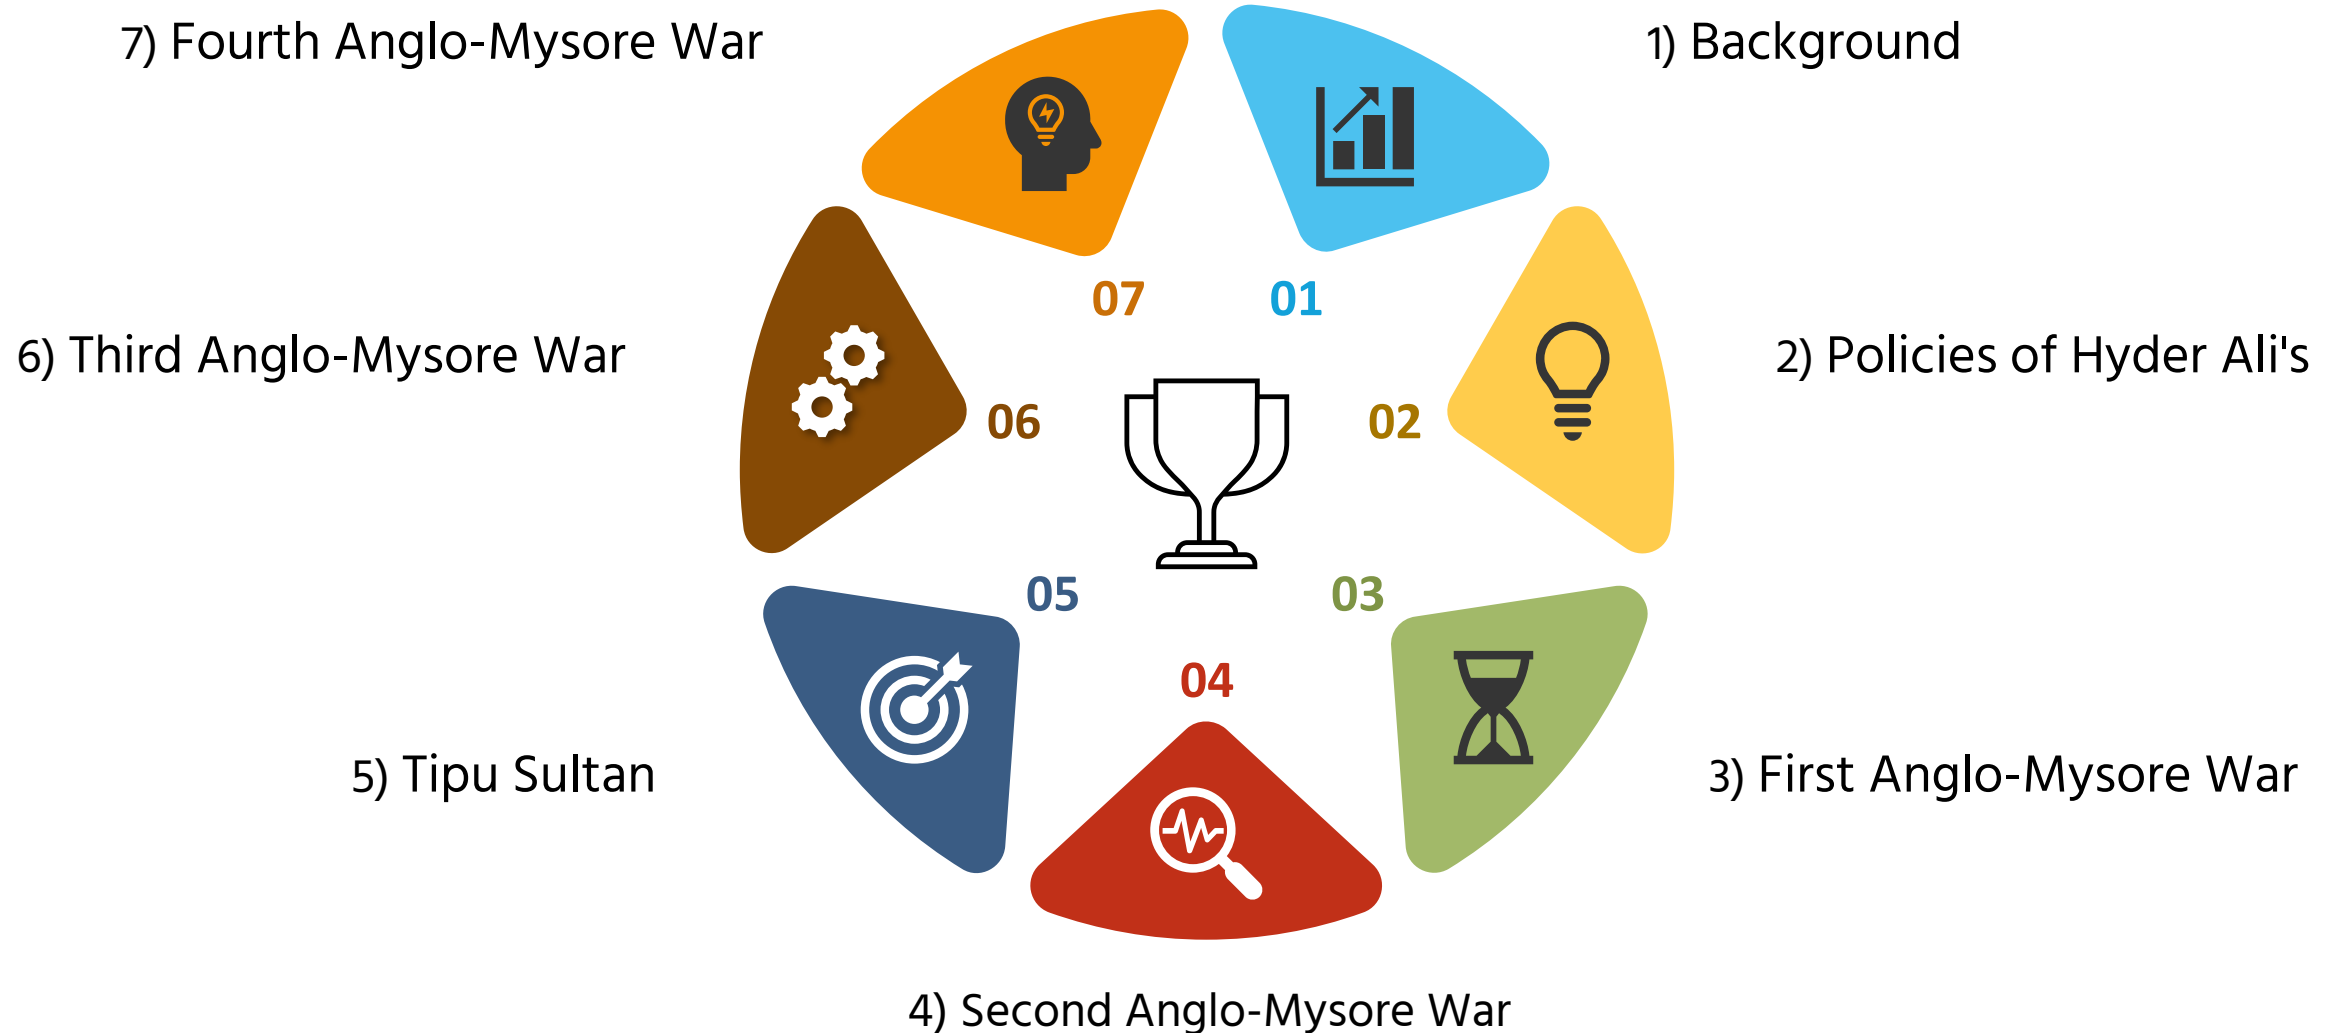 7) Fourth Anglo-Mysore War
1) Background
07
01
6) Third Anglo-Mysore War
2) Policies of Hyder Ali's
06
02
05
03
04
5) Tipu Sultan
3) First Anglo-Mysore War
4) Second Anglo-Mysore War